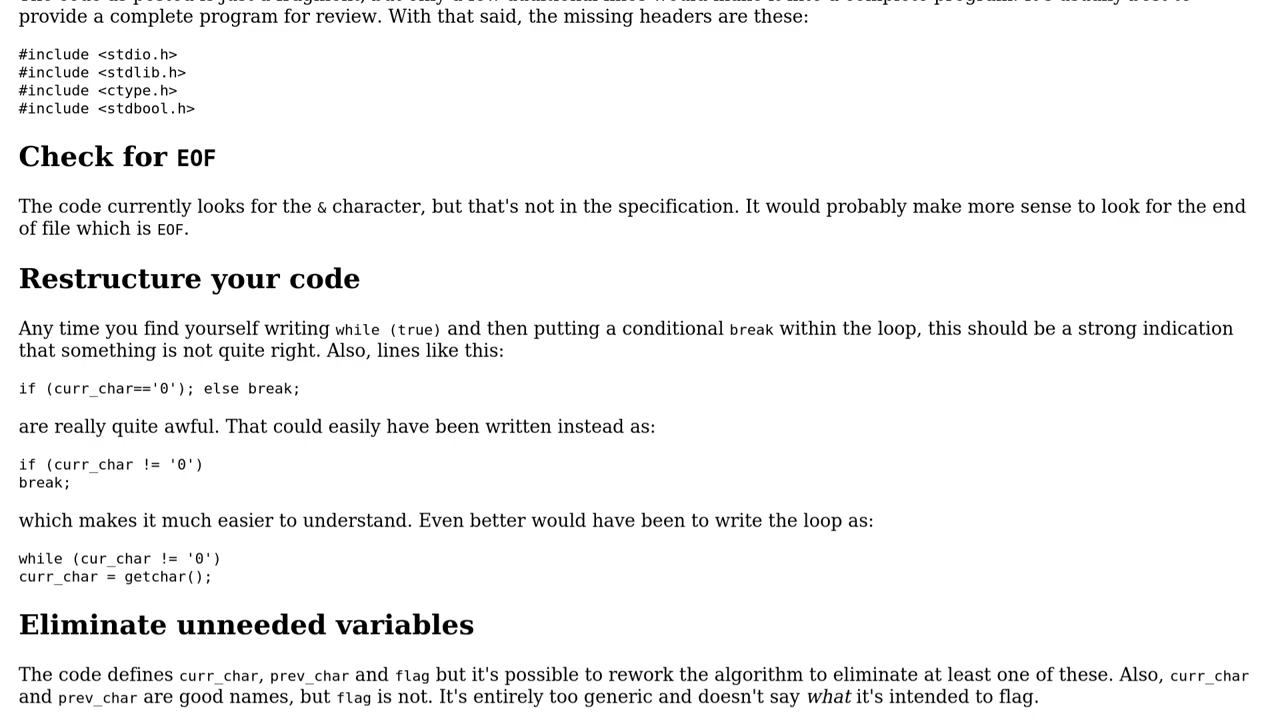 provide a complete program for review. With that said, the missing headers are these:
#include <stdio.h>
#include <stdlib.h>
#include <ctype.h>
#include <stdbool.h>
Check for EOF
The code currently looks for the & character, but that's not in the specification. It would probably make more sense to look for the end
of file which is EOF.
Restructure your code
Any time you find yourself writing while (true) and then putting a conditional break within the loop, this should be a strong indication
that something is not quite right. Also, lines like this:
if (curr_char=='0'); else break;
are really quite awful. That could easily have been written instead as:
if (curr_char != '0')
break;
which makes it much easier to understand. Even better would have been to write the loop as:
while (cur_char != '0')
curr_char = getchar();
Eliminate unneeded variables
The code defines curr_char, prev_char and flag but it's possible to rework the algorithm to eliminate at least one of these. Also, curr_char
and prev_char are good names, but flag is not. It's entirely too generic and doesn't say what it's intended to flag.